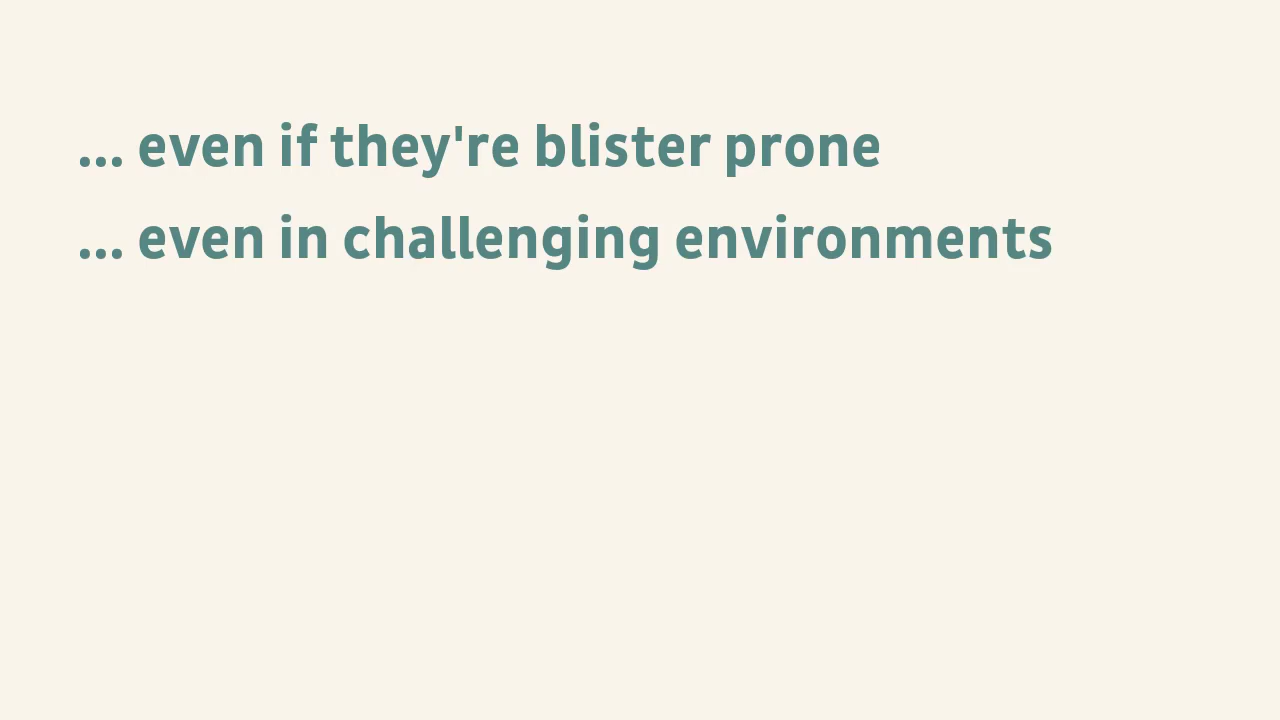 ... even if they're blister prone
... even in challenging environments